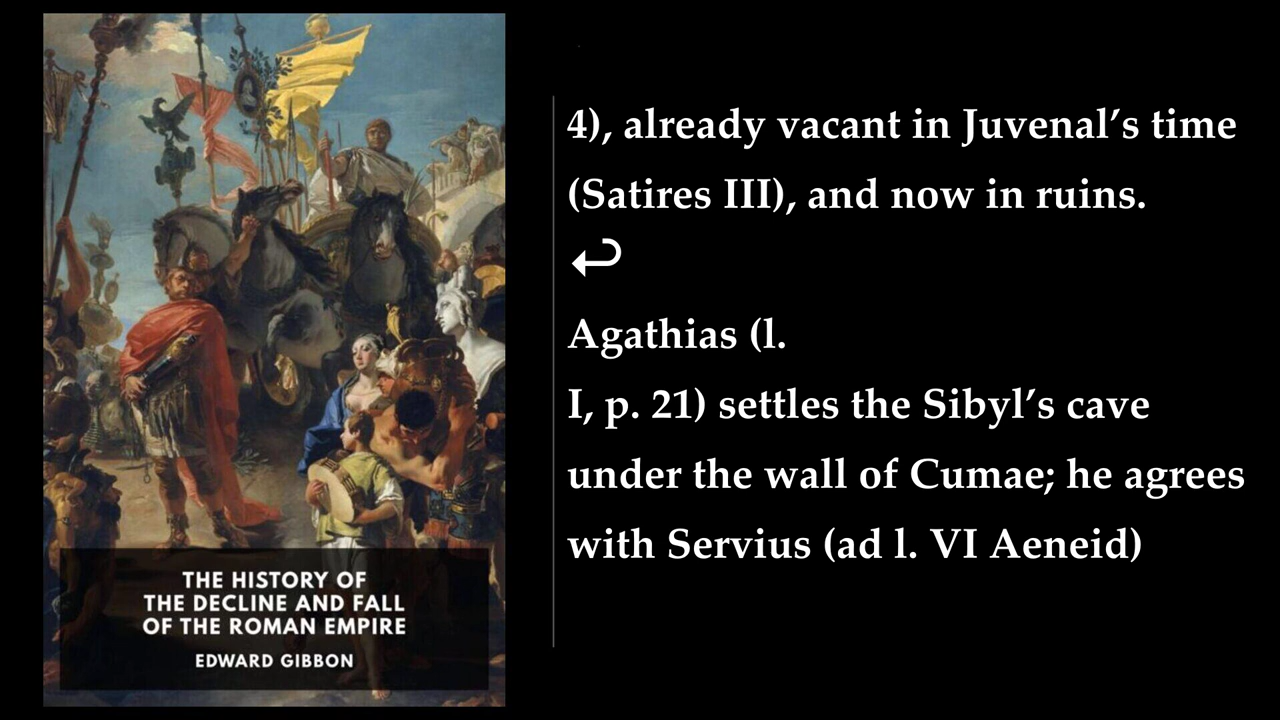 THE HISTORY OF
THE DECLINE AND FALL
OF THE ROMAN EMPIRE
EDWARD GIBBON
4), already vacant in Juvenal’s time
(Satires III), and now in ruins.
↩
Agathias (l.
I, p. 21) settles the Sibyl’s cave
under the wall of Cumae; he agrees
with Servius (ad l. VI Aeneid)